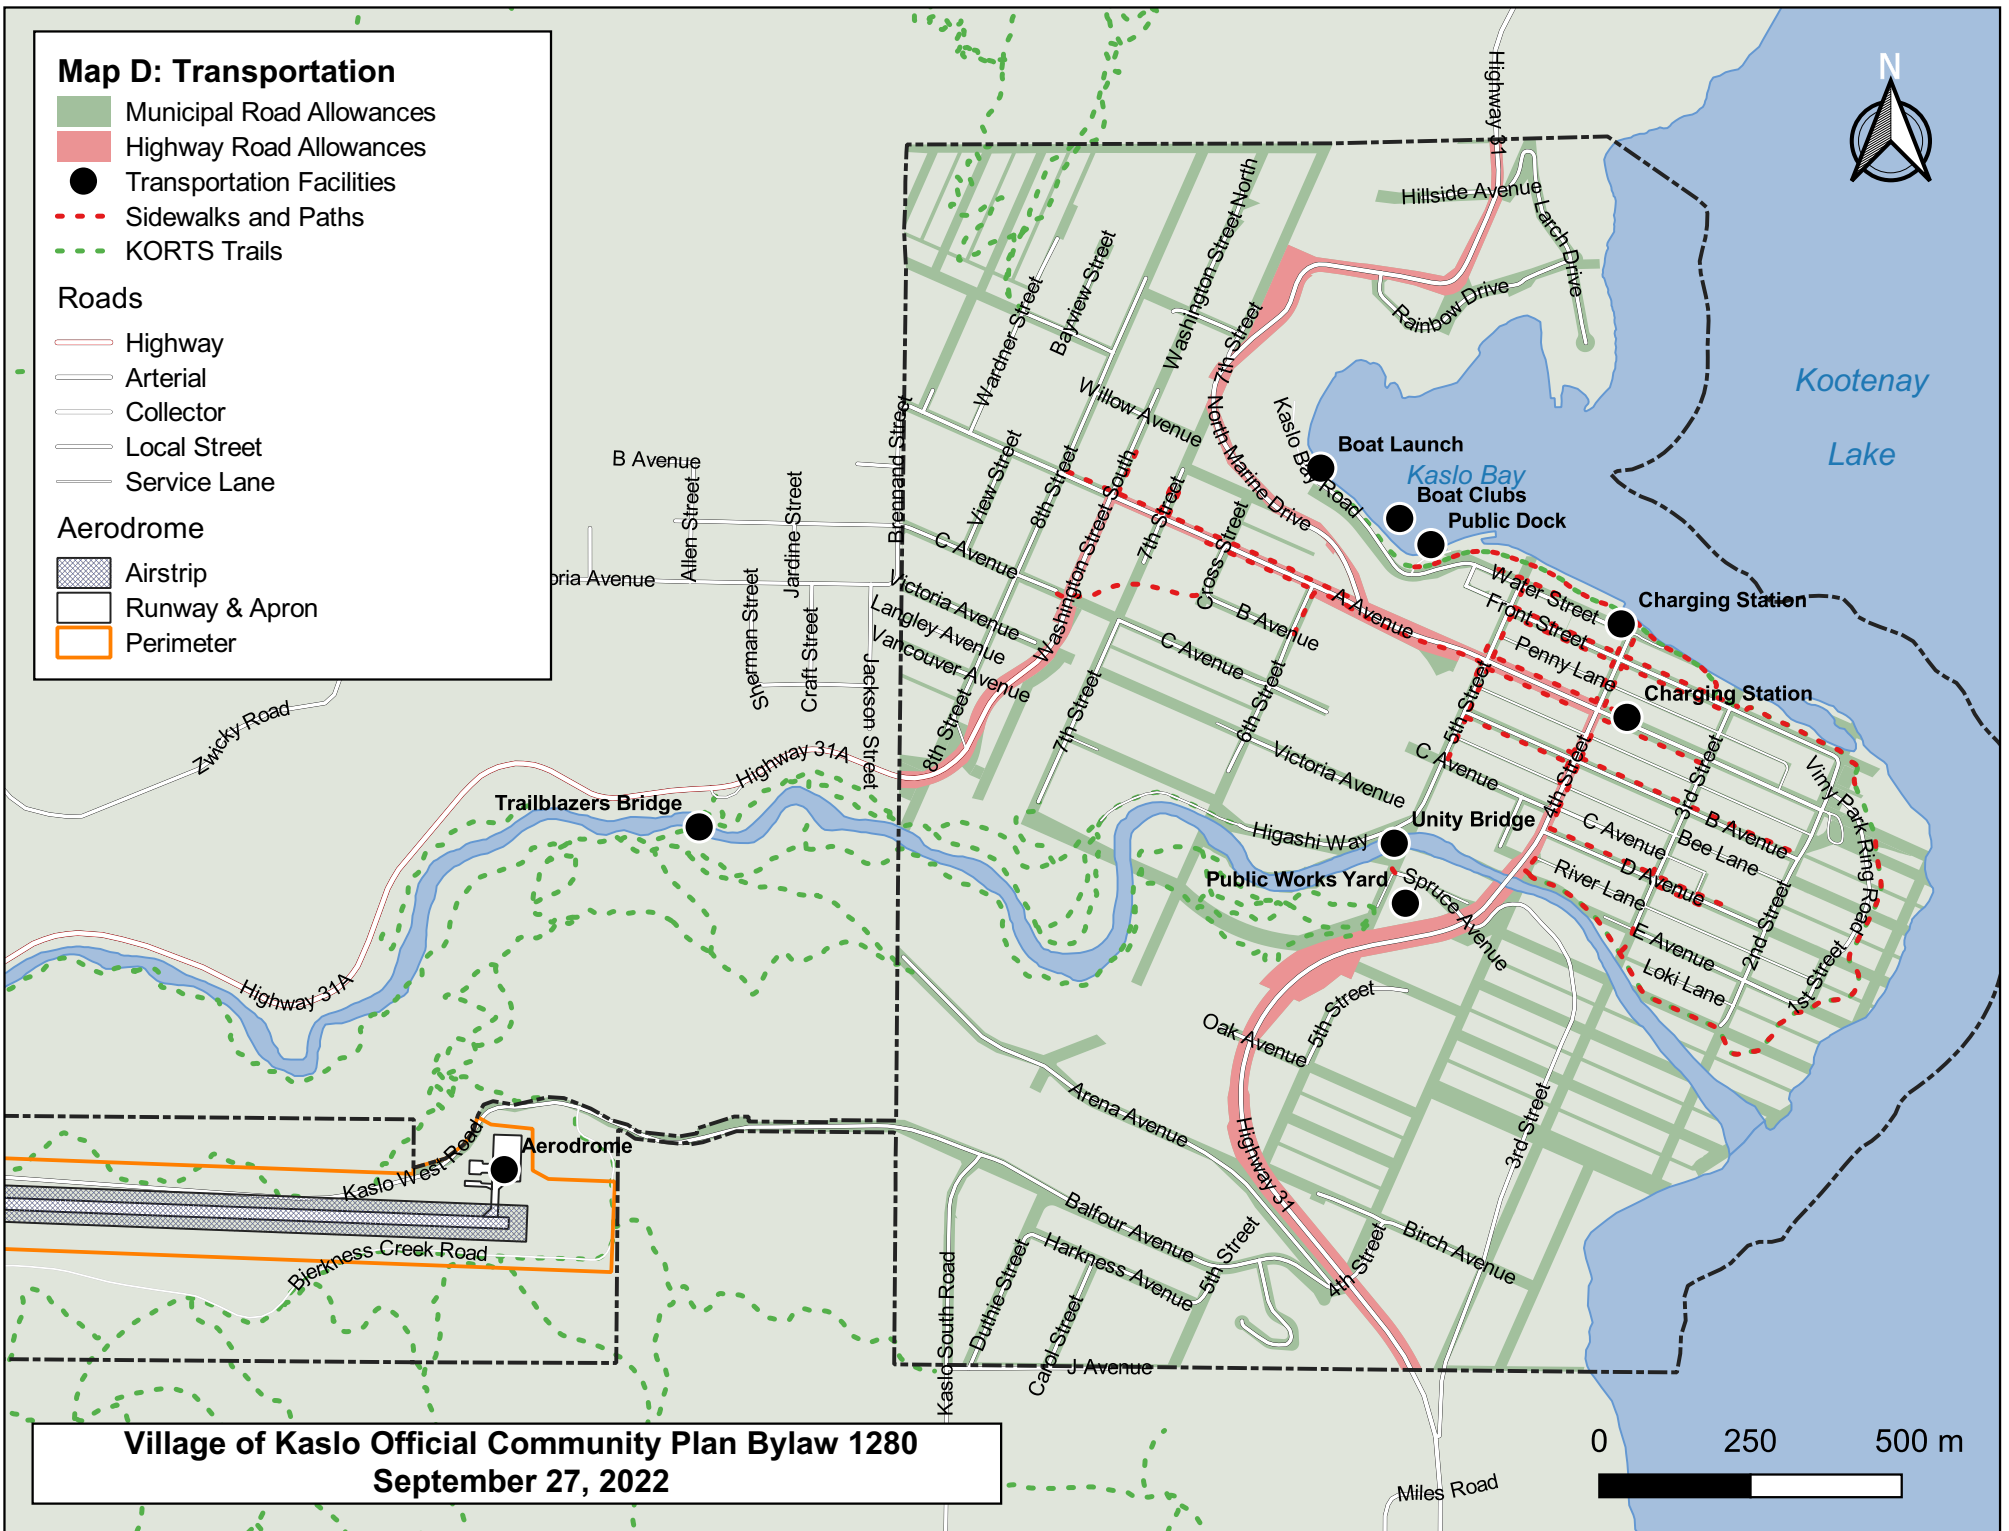 Map D: Transportation
Municipal Road Allowances
Highway Road Allowances
Transportation Facilities
Sidewalks and Paths
KORTS Trails
Roads
Highway
Arterial
Collector
Local Street
Service Lane
Aerodrome
Airstrip
Runway & Apron
Perimeter
N
Highway 31
Hillside Avenue
Larch Drive
Rainbow Drive
Washington Street North
Bayview Street
Wardner Street
7th Street
Willow Avenue
North Marine Drive
Kaslo Bay Road
Boat Launch
Kaslo Bay
Boat Clubs
Public Dock
Kootenay
Lake
B Avenue
Allen Street
Jardine Street
Brennand Street
View Street
8th Street
Washington Street South
7th Street
Cross Street
C Avenue
oria Avenue
Sherman Street
Craft Street
Jackson Street
Victoria Avenue
Langley Avenue
Vancouver Avenue
B Avenue
A Avenue
C Avenue
Water Street
Front Street
Penny Lane
Charging Station
Charging Station
5th Street
6th Street
7th Street
8th Street
Victoria Avenue
C Avenue
4th Street
3rd Street
B Avenue
Bee Lane
C Avenue
D Avenue
River Lane
E Avenue
Loki Lane
2nd Street
1st Street
Vimy Park Ring Road
Zwicky Road
Highway 31A
Trailblazers Bridge
Unity Bridge
Higashi Way
Public Works Yard
Spruce Avenue
Highway 31A
5th Street
Oak Avenue
Arena Avenue
3rd Street
Highway 31
Aerodrome
Kaslo West Road
Bjerkness Creek Road
Balfour Avenue
Harkness Avenue
5th Street
4th Street
Birch Avenue
Duthie Street
Carol Street
Kaslo South Road
J Avenue
Miles Road
Village of Kaslo Official Community Plan Bylaw 1280
September 27, 2022
0 250 500 m